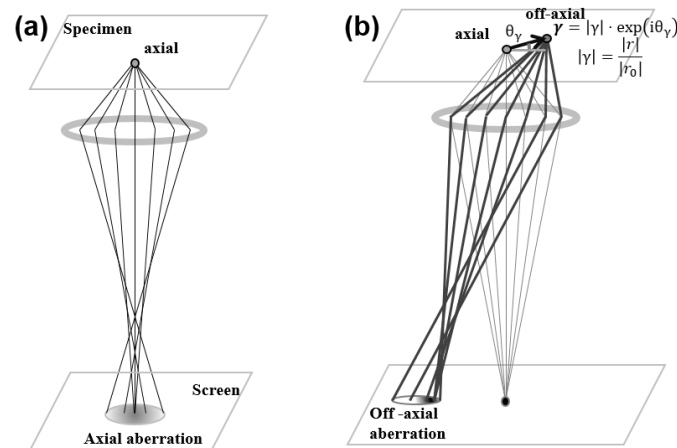 (a)
Specimen
axial
Screen
Axial aberration
(b)
off-axial
axial
θγ
γ = |γ| · exp(iθγ)
|γ| = |r| / |r₀|
Off -axial
aberration